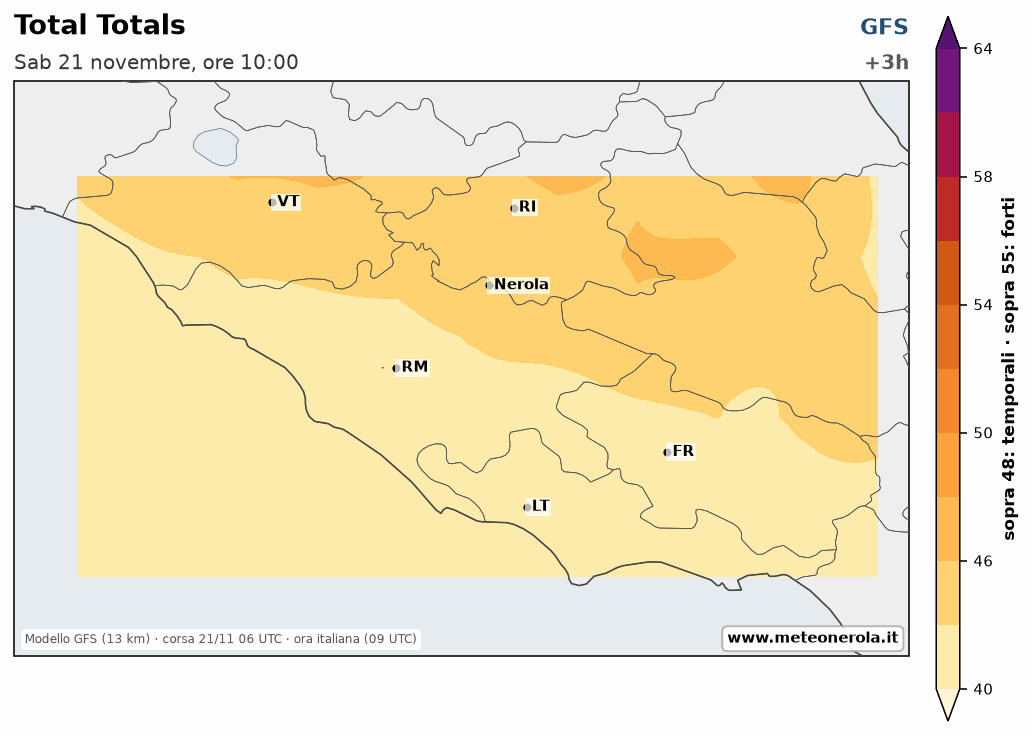 Total Totals
GFS
Sab 21 novembre, ore 10:00
+3h
VT
RI
Nerola
RM
FR
LT
Modello GFS (13 km) · corsa 21/11 06 UTC · ora italiana (09 UTC)
www.meteonerola.it
64
58
54
50
46
40
sopra 48: temporali · sopra 55: forti